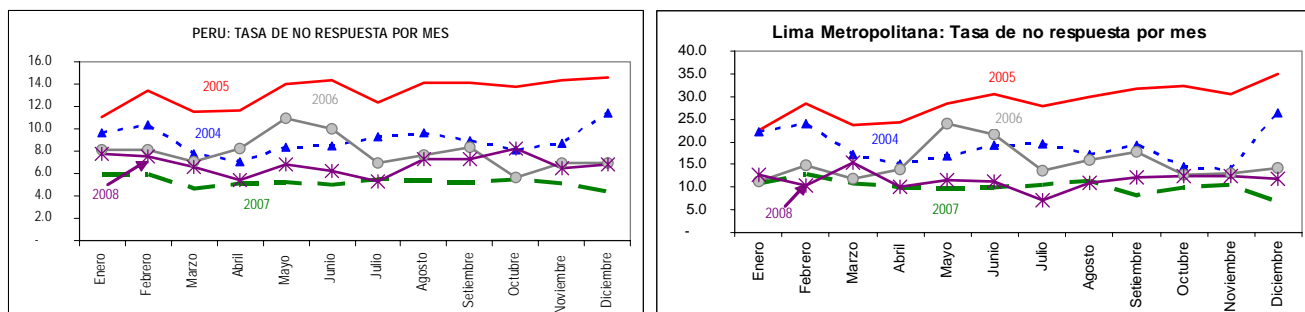 PERU: TASA DE NO RESPUESTA POR MES
16.0
14.0
12.0
10.0
8.0
6.0
4.0
2.0
-
2005
2006
2004
2008
2007
Enero
Febrero
Marzo
Abril
Mayo
Junio
Julio
Agosto
Setiembre
Octubre
Noviembre
Diciembre
Lima Metropolitana: Tasa de no respuesta por mes
40.0
35.0
30.0
25.0
20.0
15.0
10.0
5.0
-
2005
2006
2004
2008
2007
Enero
Febrero
Marzo
Abril
Mayo
Junio
Julio
Agosto
Setiembre
Octubre
Noviembre
Diciembre